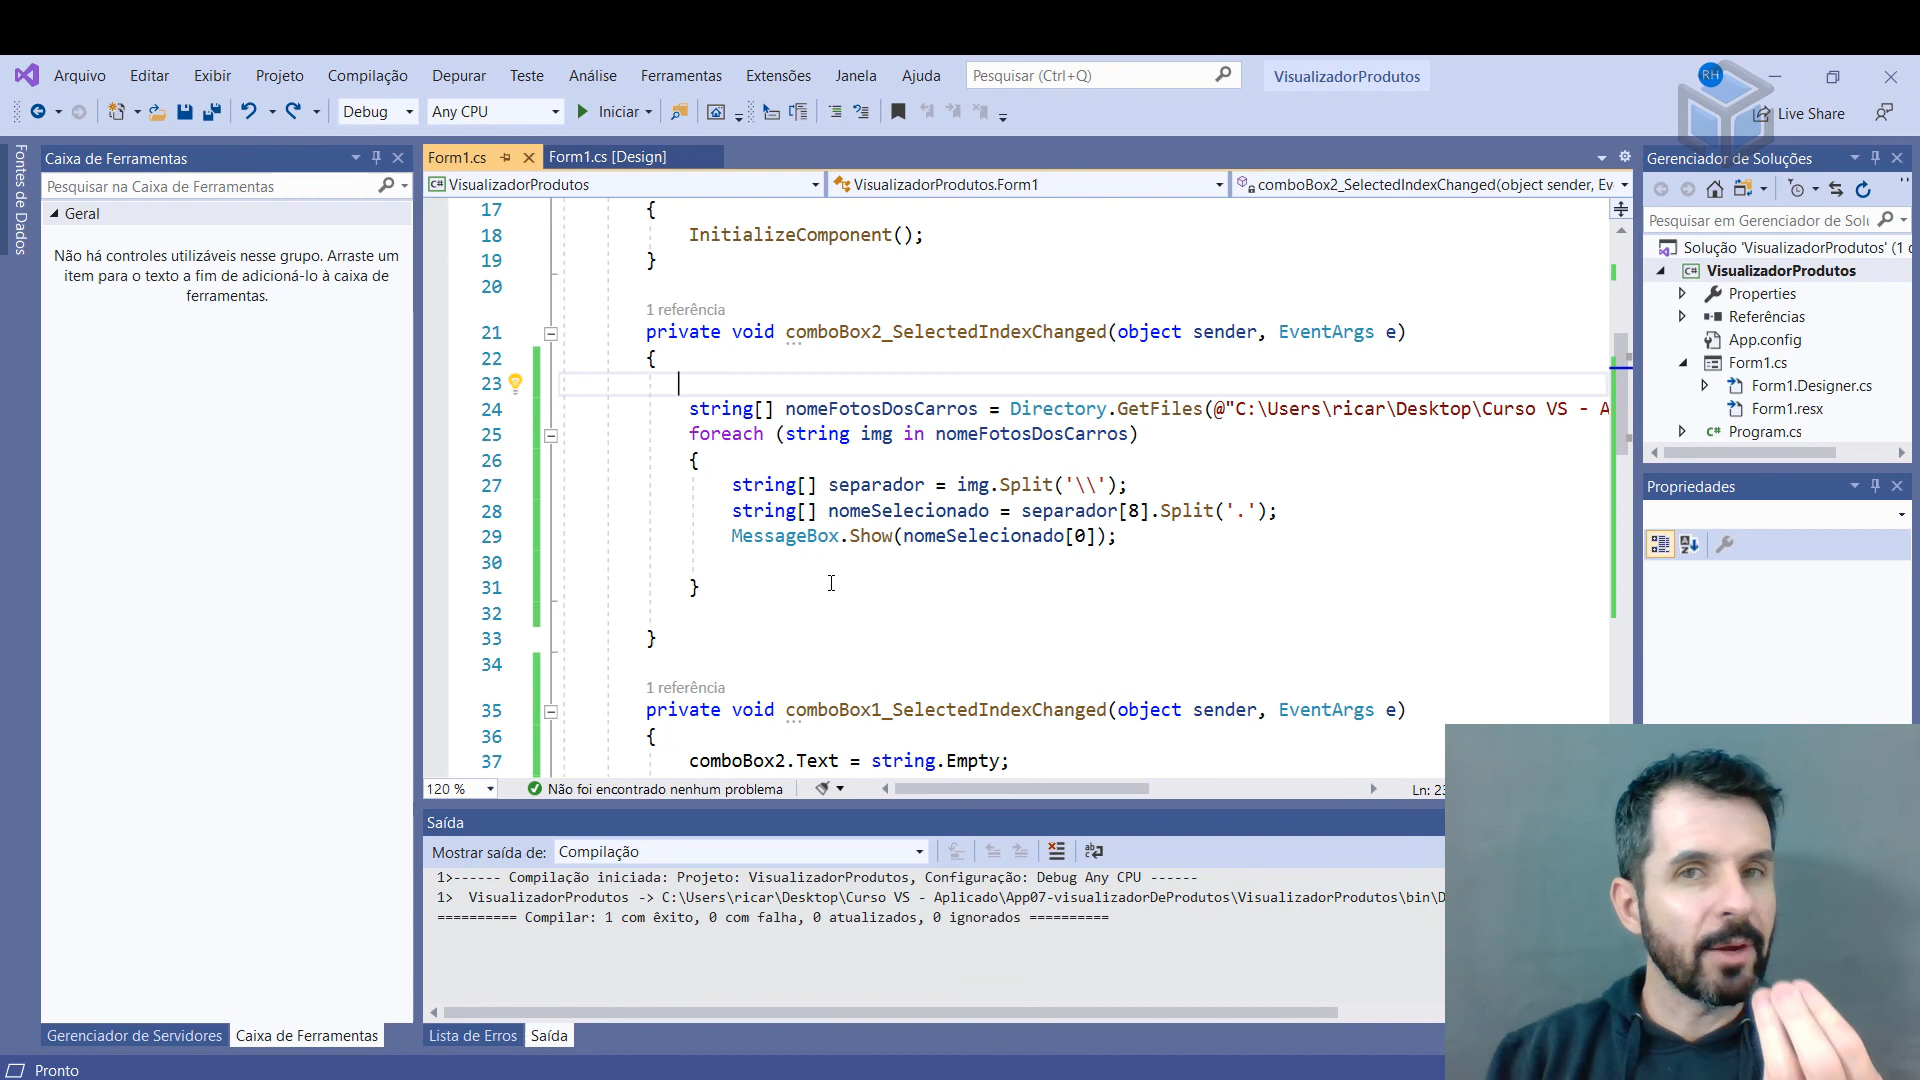 Arquivo Editar Exibir Projeto Compilação Depurar Teste Análise Ferramentas Extensões Janela Ajuda Pesquisar (Ctrl+Q) VisualizadorProdutos RH
Debug Any CPU Iniciar Live Share
Fontes de Dados
Caixa de Ferramentas
Pesquisar na Caixa de Ferramentas
Geral
Não há controles utilizáveis nesse grupo. Arraste um
item para o texto a fim de adicioná-lo à caixa de
ferramentas.
Gerenciador de Servidores Caixa de Ferramentas
Form1.cs Form1.cs [Design]
VisualizadorProdutos VisualizadorProdutos.Form1 comboBox2_SelectedIndexChanged(object sender, Ev
17 {
18 InitializeComponent();
19 }
20
1 referência
21 private void comboBox2_SelectedIndexChanged(object sender, EventArgs e)
22 {
23
24 string[] nomeFotosDosCarros = Directory.GetFiles(@"C:\Users\ricar\Desktop\Curso VS - A
25 foreach (string img in nomeFotosDosCarros)
26 {
27 string[] separador = img.Split('\\');
28 string[] nomeSelecionado = separador[8].Split('.');
29 MessageBox.Show(nomeSelecionado[0]);
30
31 }
32
33 }
34
1 referência
35 private void comboBox1_SelectedIndexChanged(object sender, EventArgs e)
36 {
37 comboBox2.Text = string.Empty;
120 % Não foi encontrado nenhum problema Ln: 23
Saída
Mostrar saída de: Compilação
1>------ Compilação iniciada: Projeto: VisualizadorProdutos, Configuração: Debug Any CPU ------
1> VisualizadorProdutos -> C:\Users\ricar\Desktop\Curso VS - Aplicado\App07-visualizadorDeProdutos\VisualizadorProdutos\bin\D
========== Compilar: 1 com êxito, 0 com falha, 0 atualizados, 0 ignorados ==========
Lista de Erros Saída
Gerenciador de Soluções
Pesquisar em Gerenciador de Solu
Solução 'VisualizadorProdutos' (1 c
C# VisualizadorProdutos
Properties
Referências
App.config
Form1.cs
Form1.Designer.cs
Form1.resx
C# Program.cs
Propriedades
Pronto